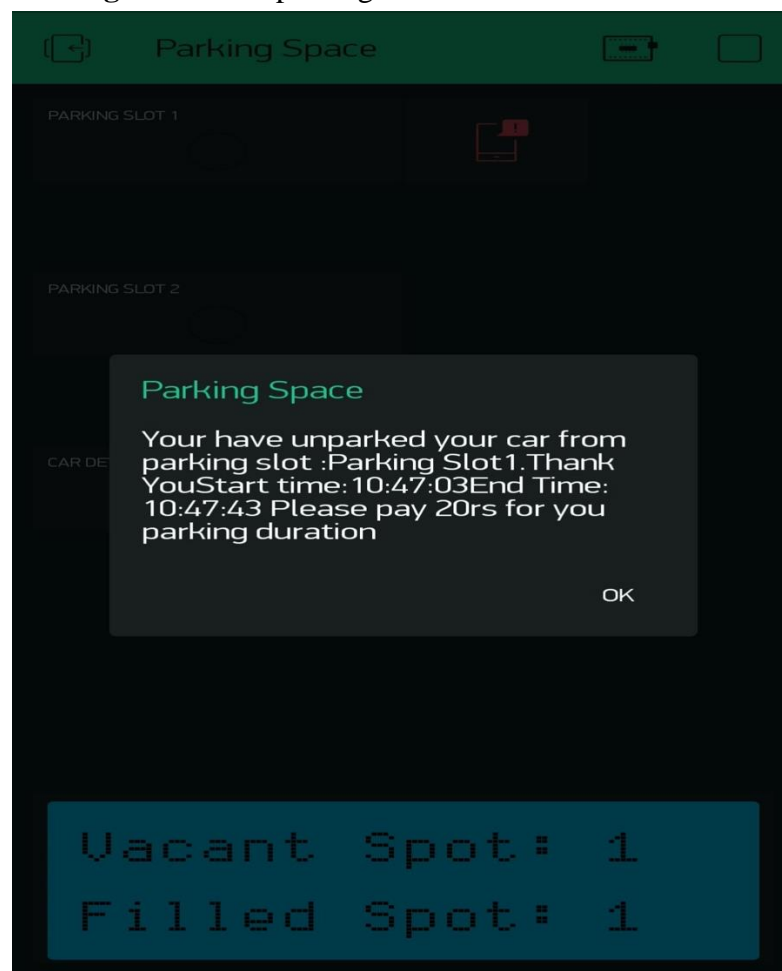 Parking Space
PARKING SLOT 1
PARKING SLOT 2
CAR DE
Parking Space
Your have unparked your car from
parking slot :Parking Slot1.Thank
YouStart time:10:47:03End Time:
10:47:43 Please pay 20rs for you
parking duration
OK
Vacant Spot: 1
Filled Spot: 1